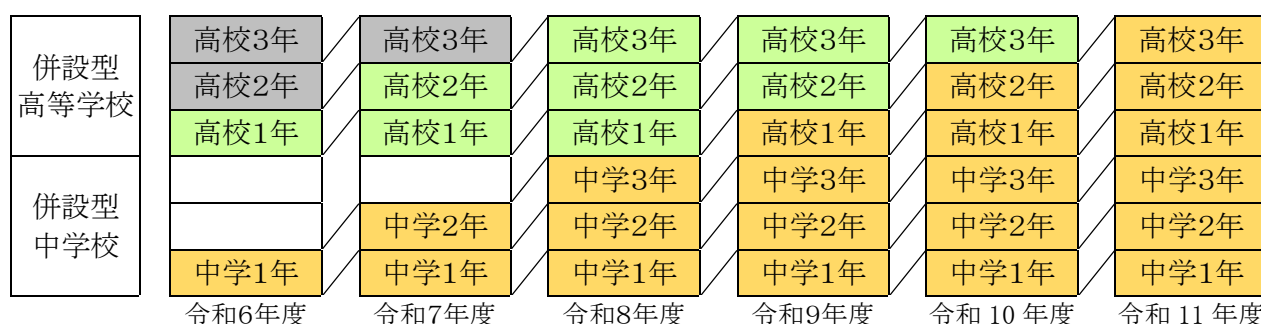 併設型
高等学校
高校3年 高校3年 高校3年 高校3年 高校3年 高校3年
高校2年 高校2年 高校2年 高校2年 高校2年 高校2年
高校1年 高校1年 高校1年 高校1年 高校1年 高校1年
併設型
中学校
中学3年 中学3年 中学3年 中学3年
中学2年 中学2年 中学2年 中学2年 中学2年
中学1年 中学1年 中学1年 中学1年 中学1年 中学1年
令和6年度 令和7年度 令和8年度 令和9年度 令和 10 年度 令和 11 年度